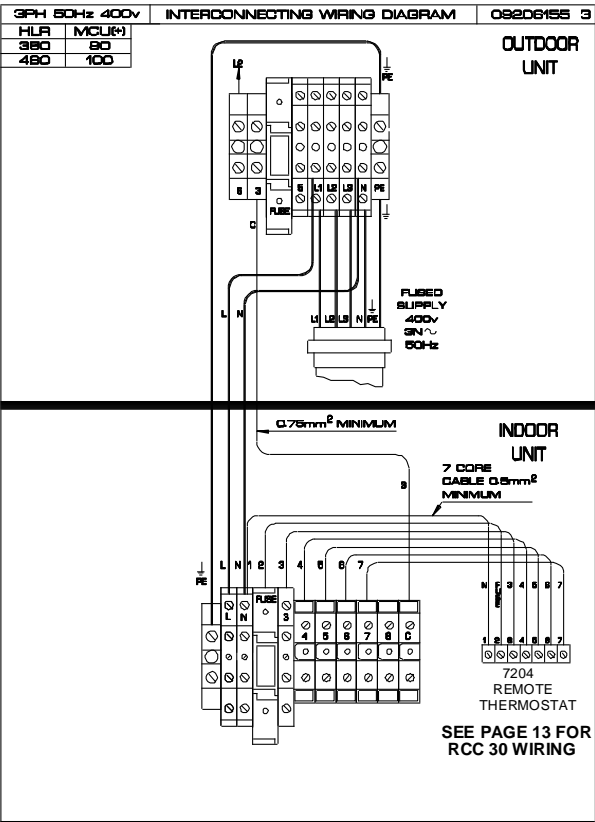 3PH 50Hz 400v INTERCONNECTING WIRING DIAGRAM 09206155 3
HLR MCU(*)
380 80
480 100
OUTDOOR
UNIT
L2
PE
6 3 5 L1 L2 L3 N PE
FUSE
C
L N
L1 L2 L3 N PE
FUSED
SUPPLY
400v
3N~
50Hz
0.75mm² MINIMUM
INDOOR
UNIT
7 CORE
CABLE 0.5mm²
MINIMUM
PE
L N 1 2 3 4 5 6 7
FUSE
L N 3 4 5 6 7 8 C
N 3 4 5 6 7
1 2 3 4 5 6 7
7204
REMOTE
THERMOSTAT
SEE PAGE 13 FOR
RCC 30 WIRING